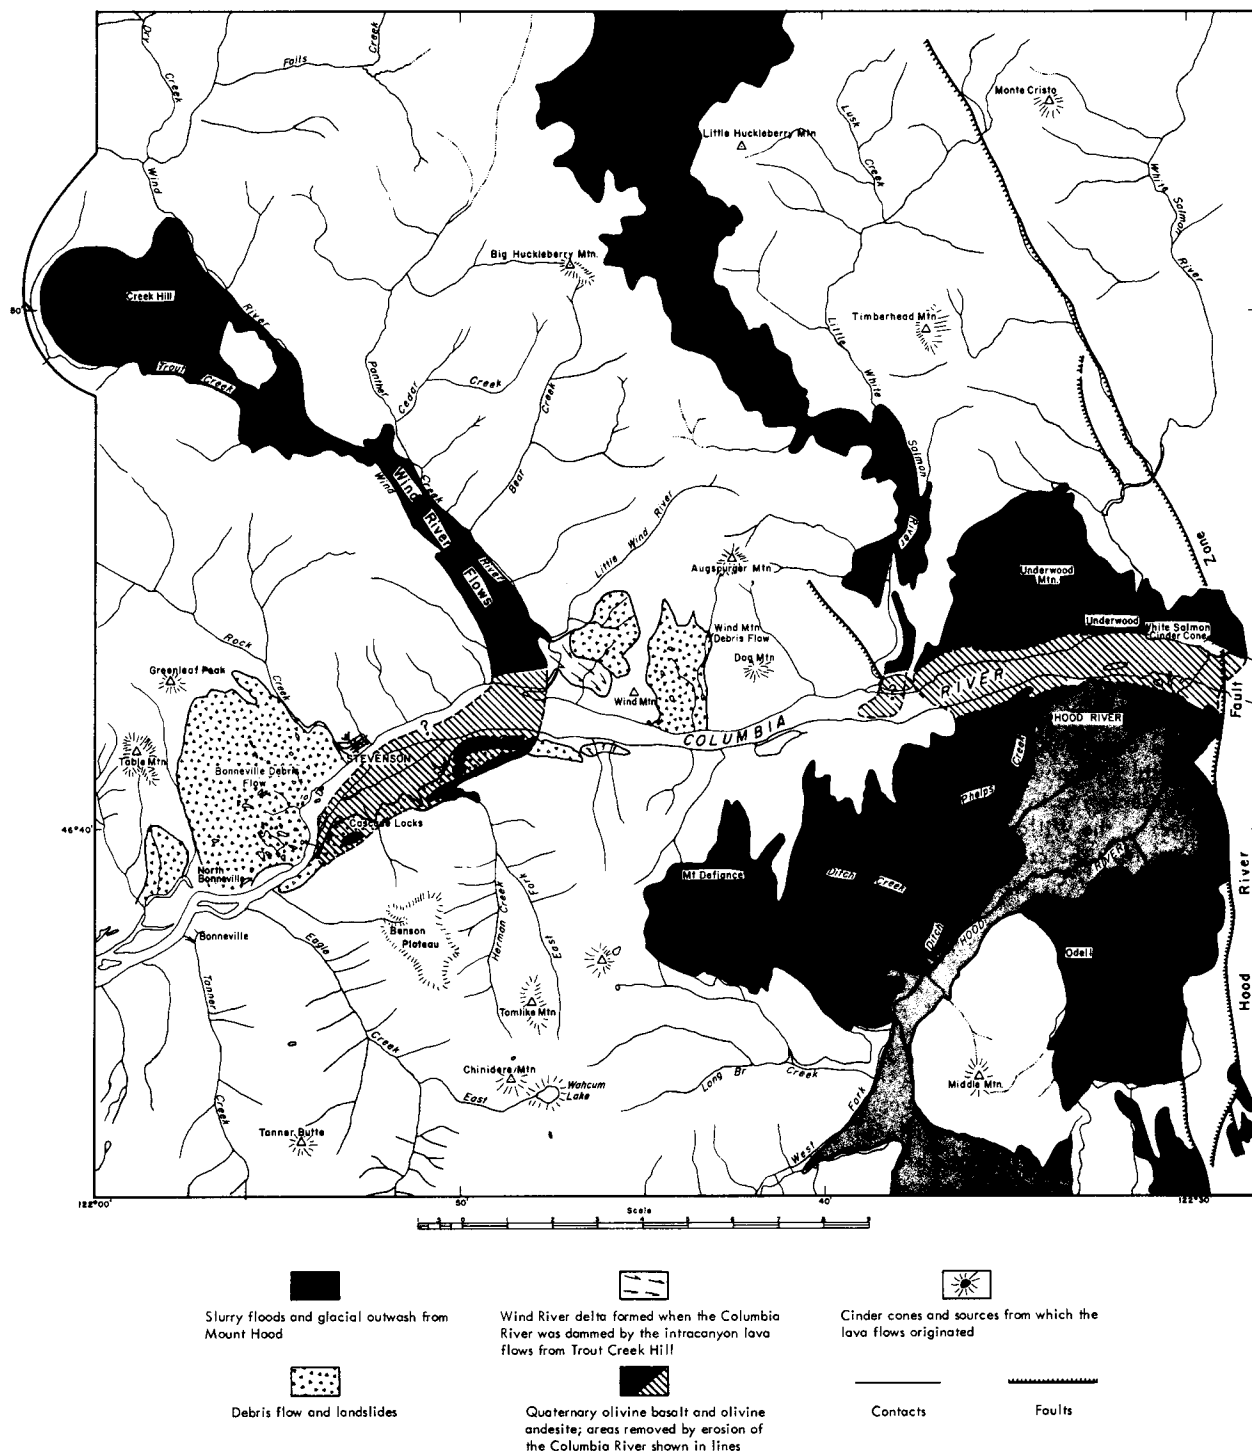 Dry
Creek
Falls
Creek
Wind
Lusk
Creek
Monte Cristo
Little Huckleberry Mtn
White
Salmon
River
Big Huckleberry Mtn.
Creek Hill
River
50'
Trout
Creek
Timberhead Mtn
Little
White
Salmon
River
Panther
Cedar
Creek
Creek
Bear
Wind
Creek
River
Wind
River
Flows
Little Wind River
Augspurger Mtn
Underwood
Mtn.
Zone
Underwood
White Salmon
Cinder Cone
Wind Mtn
Debris Flow
Dog Mtn
Rock
Creek
Greenleaf Peak
Wind Mtn
RIVER
Fault
COLUMBIA
HOOD RIVER
?
STEVENSON
Table Mtn
Bonneville Debris
Flow
Creek
Phelps
46°40'
Cascade Locks
RIVER
Mt Defiance
Ditch Creek
River
North
Bonneville
Benson
Plateau
Herman Creek
East
Fork
Bonneville
Eagle
Ditch
HOOD
Odell
Tanner
Hood
Tomlike Mtn
Creek
Chinidere Mtn
Wahcum
Lake
East
Long Br Creek
Middle Mtn.
Fork
West
Creek
Tanner Butte
122°00'
50'
40'
122°30'
Scale
Slurry floods and glacial outwash from
Mount Hood
Wind River delta formed when the Columbia
River was dammed by the intracanyon lava
flows from Trout Creek Hill
Cinder cones and sources from which the
lava flows originated
Debris flow and landslides
Quaternary olivine basalt and olivine
andesite; areas removed by erosion of
the Columbia River shown in lines
Contacts
Faults